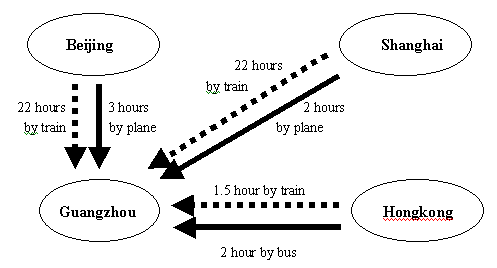 Beijing
Shanghai
22 hours
by train
3 hours
by plane
22 hours
by train
2 hours
by plane
Guangzhou
1.5 hour by train
Hongkong
2 hour by bus